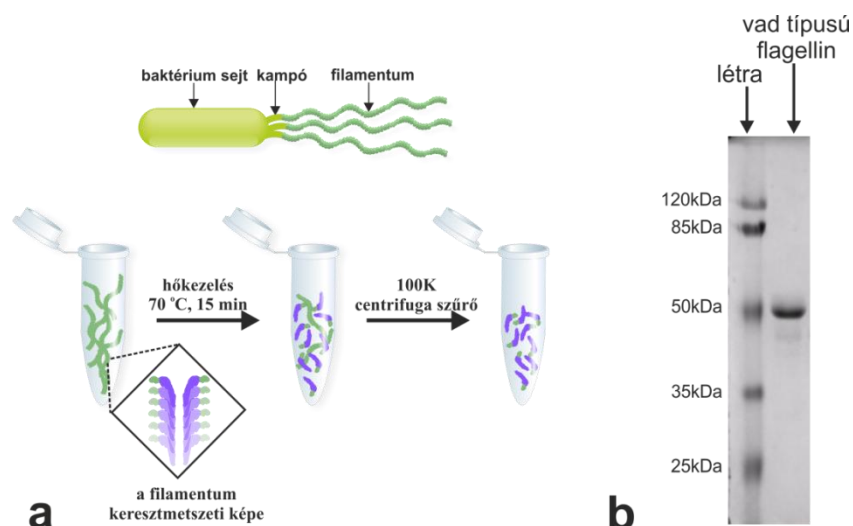 baktérium sejt kampó filamentum
hőkezelés
70 °C, 15 min
100K
centrifuga szűrő
a filamentum
keresztmetszeti képe
a
vad típusú
flagellin
létra
120kDa
85kDa
50kDa
35kDa
25kDa
b